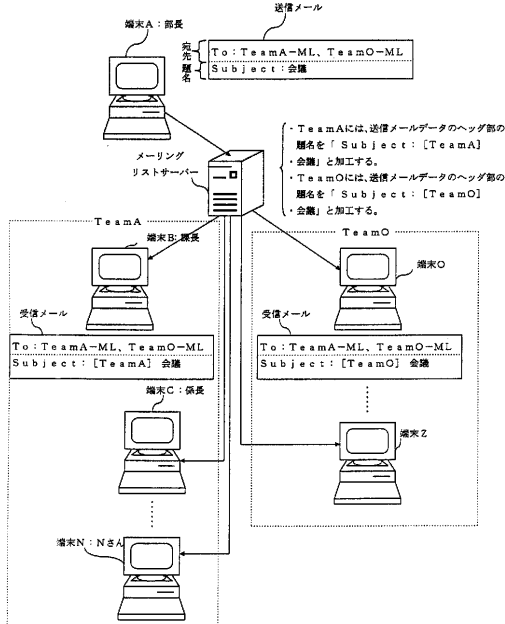 送信メール
端末A：部長
宛先
To：TeamA－ML、TeamO－ML
題名
Subject：会議
メーリング
リストサーバー
・TeamAには、送信メールデータのヘッダ部の
題名を「Subject：［TeamA］
・会議」と加工する。
・TeamOには、送信メールデータのヘッダ部の
題名を「Subject：［TeamO］
・会議」と加工する。
TeamA
端末B：課長
受信メール
To：TeamA－ML、TeamO－ML
Subject：［TeamA］会議
端末C：係長
端末N：Nさん
TeamO
端末O
受信メール
To：TeamA－ML、TeamO－ML
Subject：［TeamO］会議
端末Z